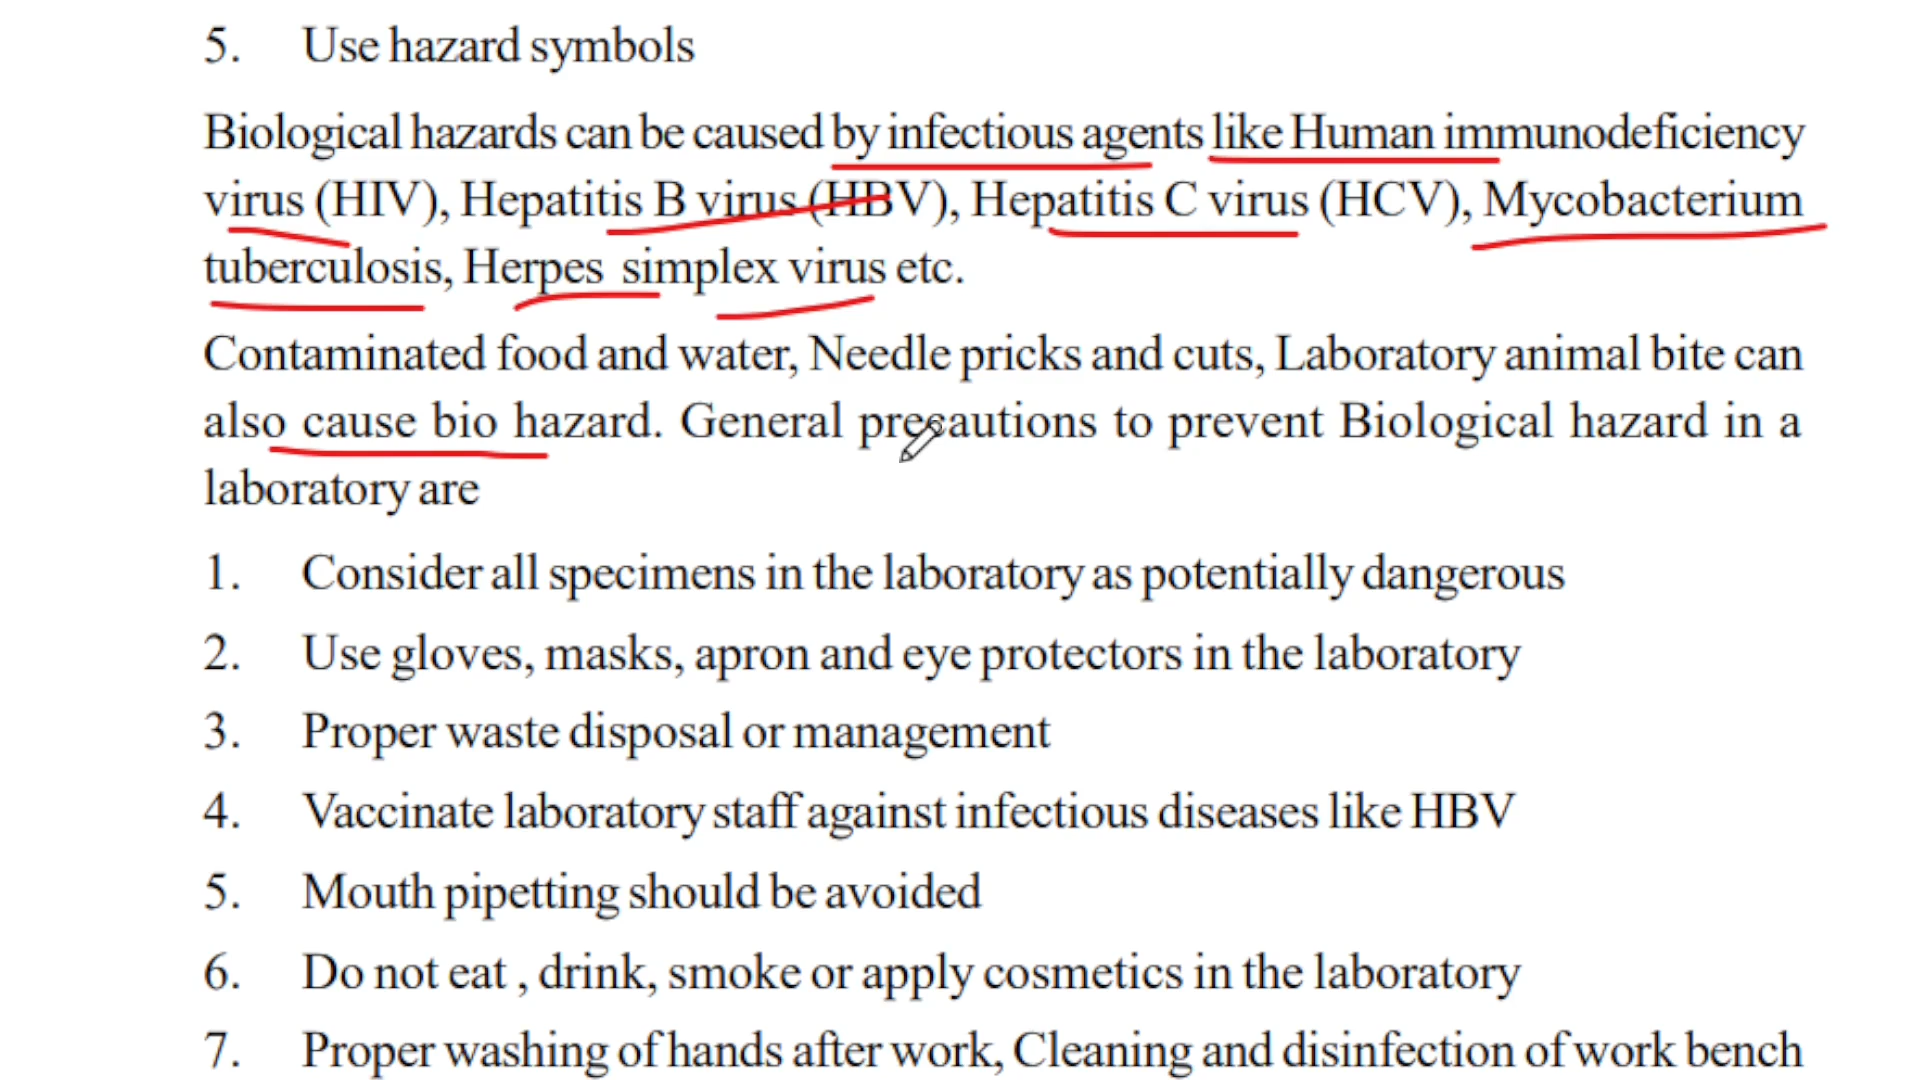 5. Use hazard symbols
Biological hazards can be caused by infectious agents like Human immunodeficiency
virus (HIV), Hepatitis B virus (HBV), Hepatitis C virus (HCV), Mycobacterium
tuberculosis, Herpes simplex virus etc.
Contaminated food and water, Needle pricks and cuts, Laboratory animal bite can
also cause bio hazard. General precautions to prevent Biological hazard in a
laboratory are
1. Consider all specimens in the laboratory as potentially dangerous
2. Use gloves, masks, apron and eye protectors in the laboratory
3. Proper waste disposal or management
4. Vaccinate laboratory staff against infectious diseases like HBV
5. Mouth pipetting should be avoided
6. Do not eat , drink, smoke or apply cosmetics in the laboratory
7. Proper washing of hands after work, Cleaning and disinfection of work bench